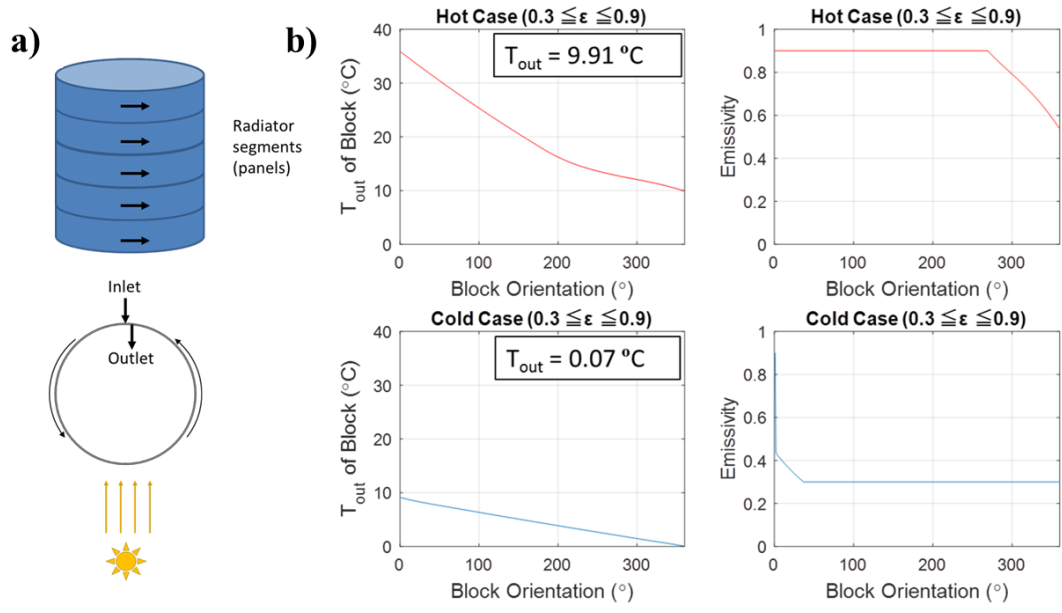 a)
Radiator
segments
(panels)
Inlet
Outlet
b)
Hot Case (0.3 ≦ε ≦0.9)
T_out = 9.91 ºC
T_out of Block (°C)
40
30
20
10
0
0 100 200 300
Block Orientation (°)
Hot Case (0.3 ≦ε ≦0.9)
Emissivity
1
0.8
0.6
0.4
0.2
0
0 100 200 300
Block Orientation (°)
Cold Case (0.3 ≦ε ≦0.9)
T_out = 0.07 ºC
T_out of Block (°C)
40
30
20
10
0
0 100 200 300
Block Orientation (°)
Cold Case (0.3 ≦ε ≦0.9)
Emissivity
1
0.8
0.6
0.4
0.2
0
0 100 200 300
Block Orientation (°)